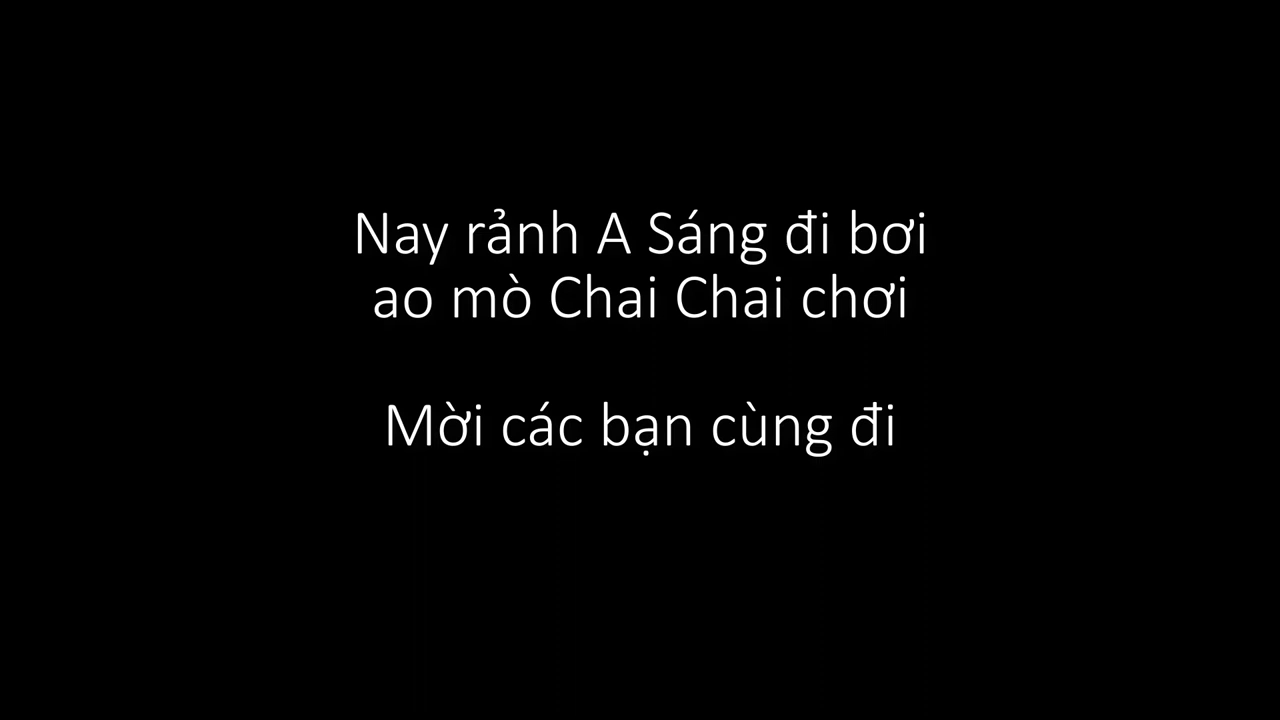 Nay rảnh A Sáng đi bơi
ao mò Chai Chai chơi
Mời các bạn cùng đi